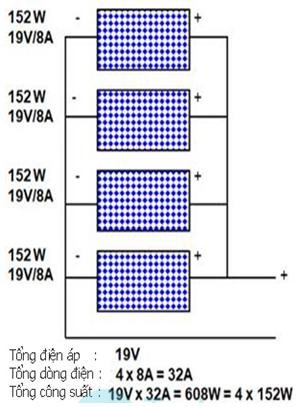 152W - +
19V/8A
152W - +
19V/8A
152W - +
19V/8A
152W - +
19V/8A
+
Tổng điện áp : 19V
Tổng dòng điện : 4 x 8A = 32A
Tổng công suất : 19V x 32A = 608W = 4 x 152W